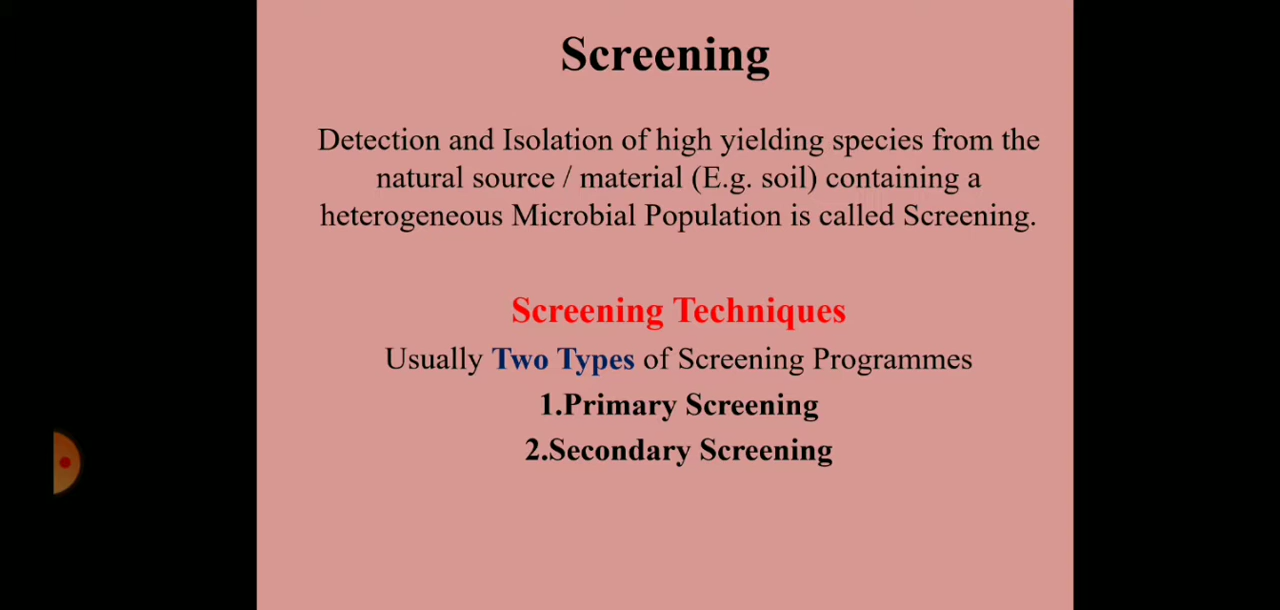 Screening
Detection and Isolation of high yielding species from the
natural source / material (E.g. soil) containing a
heterogeneous Microbial Population is called Screening.
Screening Techniques
Usually Two Types of Screening Programmes
1.Primary Screening
2.Secondary Screening